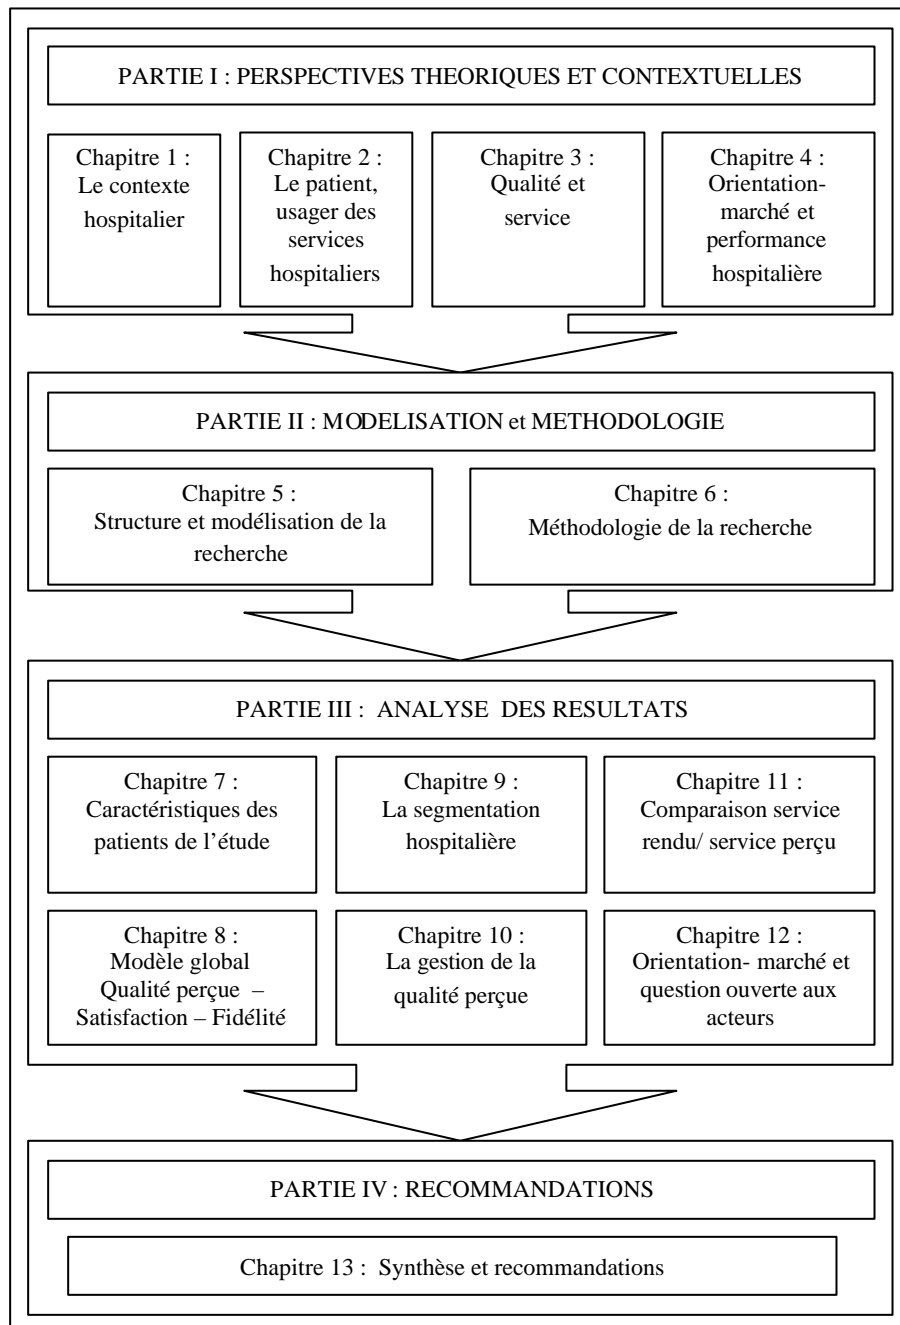 PARTIE I : PERSPECTIVES THEORIQUES ET CONTEXTUELLES
Chapitre 1 :
Le contexte
hospitalier
Chapitre 2 :
Le patient,
usager des
services
hospitaliers
Chapitre 3 :
Qualité et
service
Chapitre 4 :
Orientation-
marché et
performance
hospitalière
PARTIE II : MODELISATION et METHODOLOGIE
Chapitre 5 :
Structure et modélisation de la
recherche
Chapitre 6 :
Méthodologie de la recherche
PARTIE III : ANALYSE DES RESULTATS
Chapitre 7 :
Caractéristiques des
patients de l’étude
Chapitre 9 :
La segmentation
hospitalière
Chapitre 11 :
Comparaison service
rendu/ service perçu
Chapitre 8 :
Modèle global
Qualité perçue –
Satisfaction – Fidélité
Chapitre 10 :
La gestion de la
qualité perçue
Chapitre 12 :
Orientation- marché et
question ouverte aux
acteurs
PARTIE IV : RECOMMANDATIONS
Chapitre 13 : Synthèse et recommandations